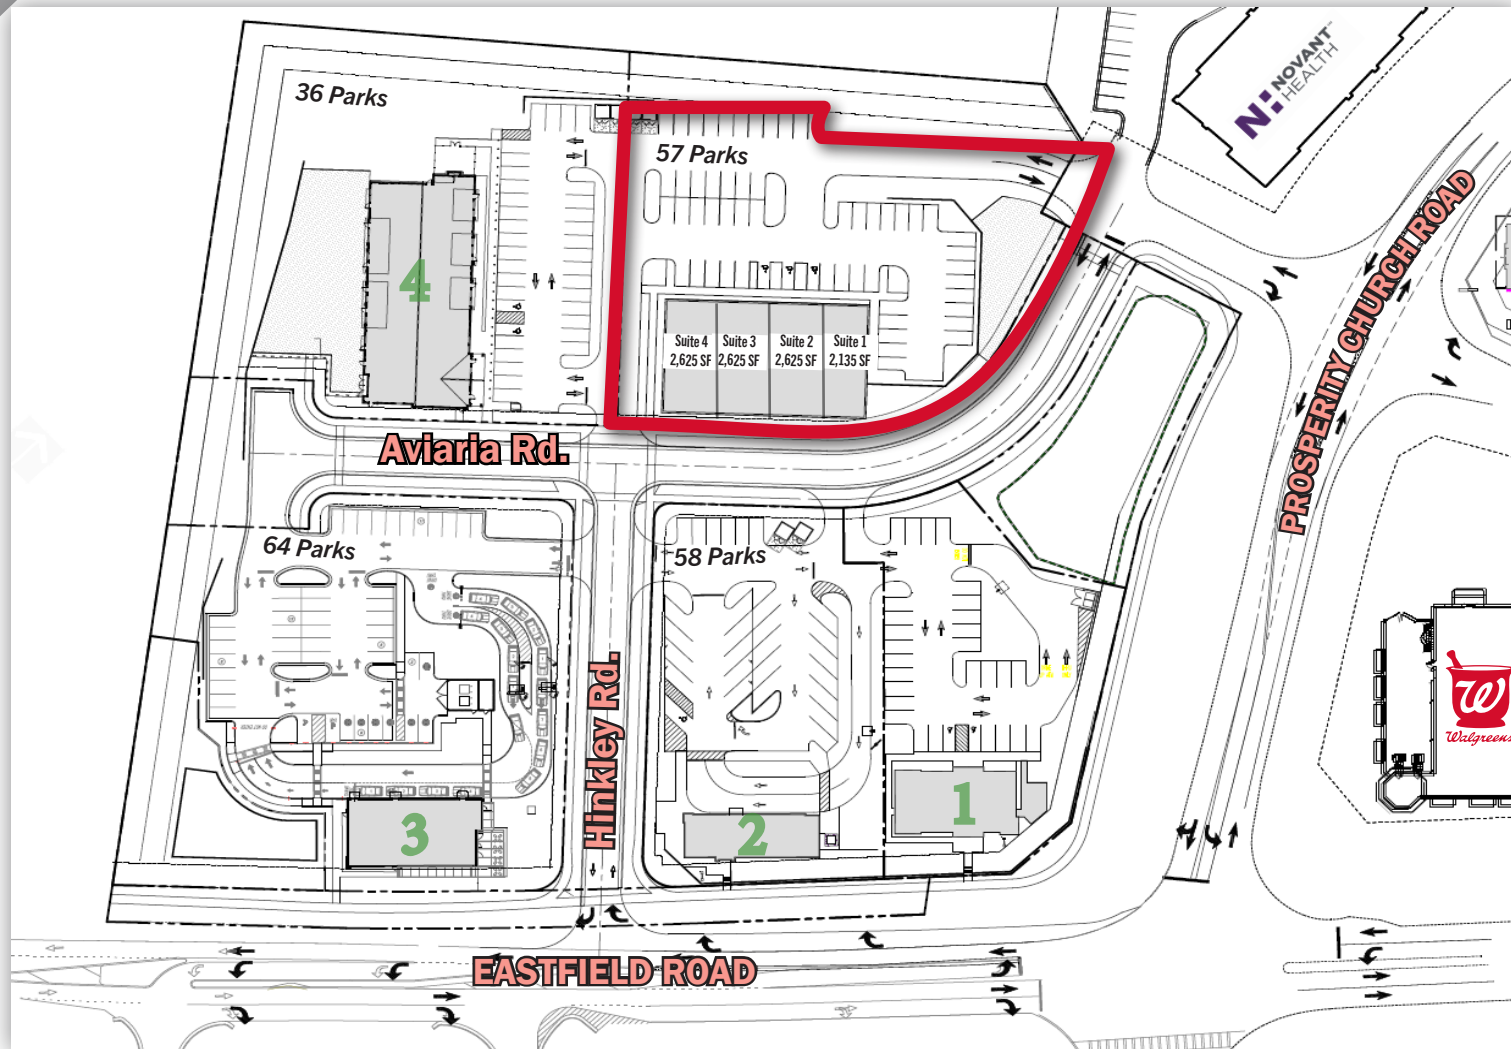 NOVANT
HEALTH
36 Parks
57 Parks
4
Suite 4
2,625 SF
Suite 3
2,625 SF
Suite 2
2,625 SF
Suite 1
2,135 SF
PROSPERITY CHURCH ROAD
Aviaria Rd.
64 Parks
58 Parks
Hinkley Rd.
W
Walgreens
1
2
3
EASTFIELD ROAD